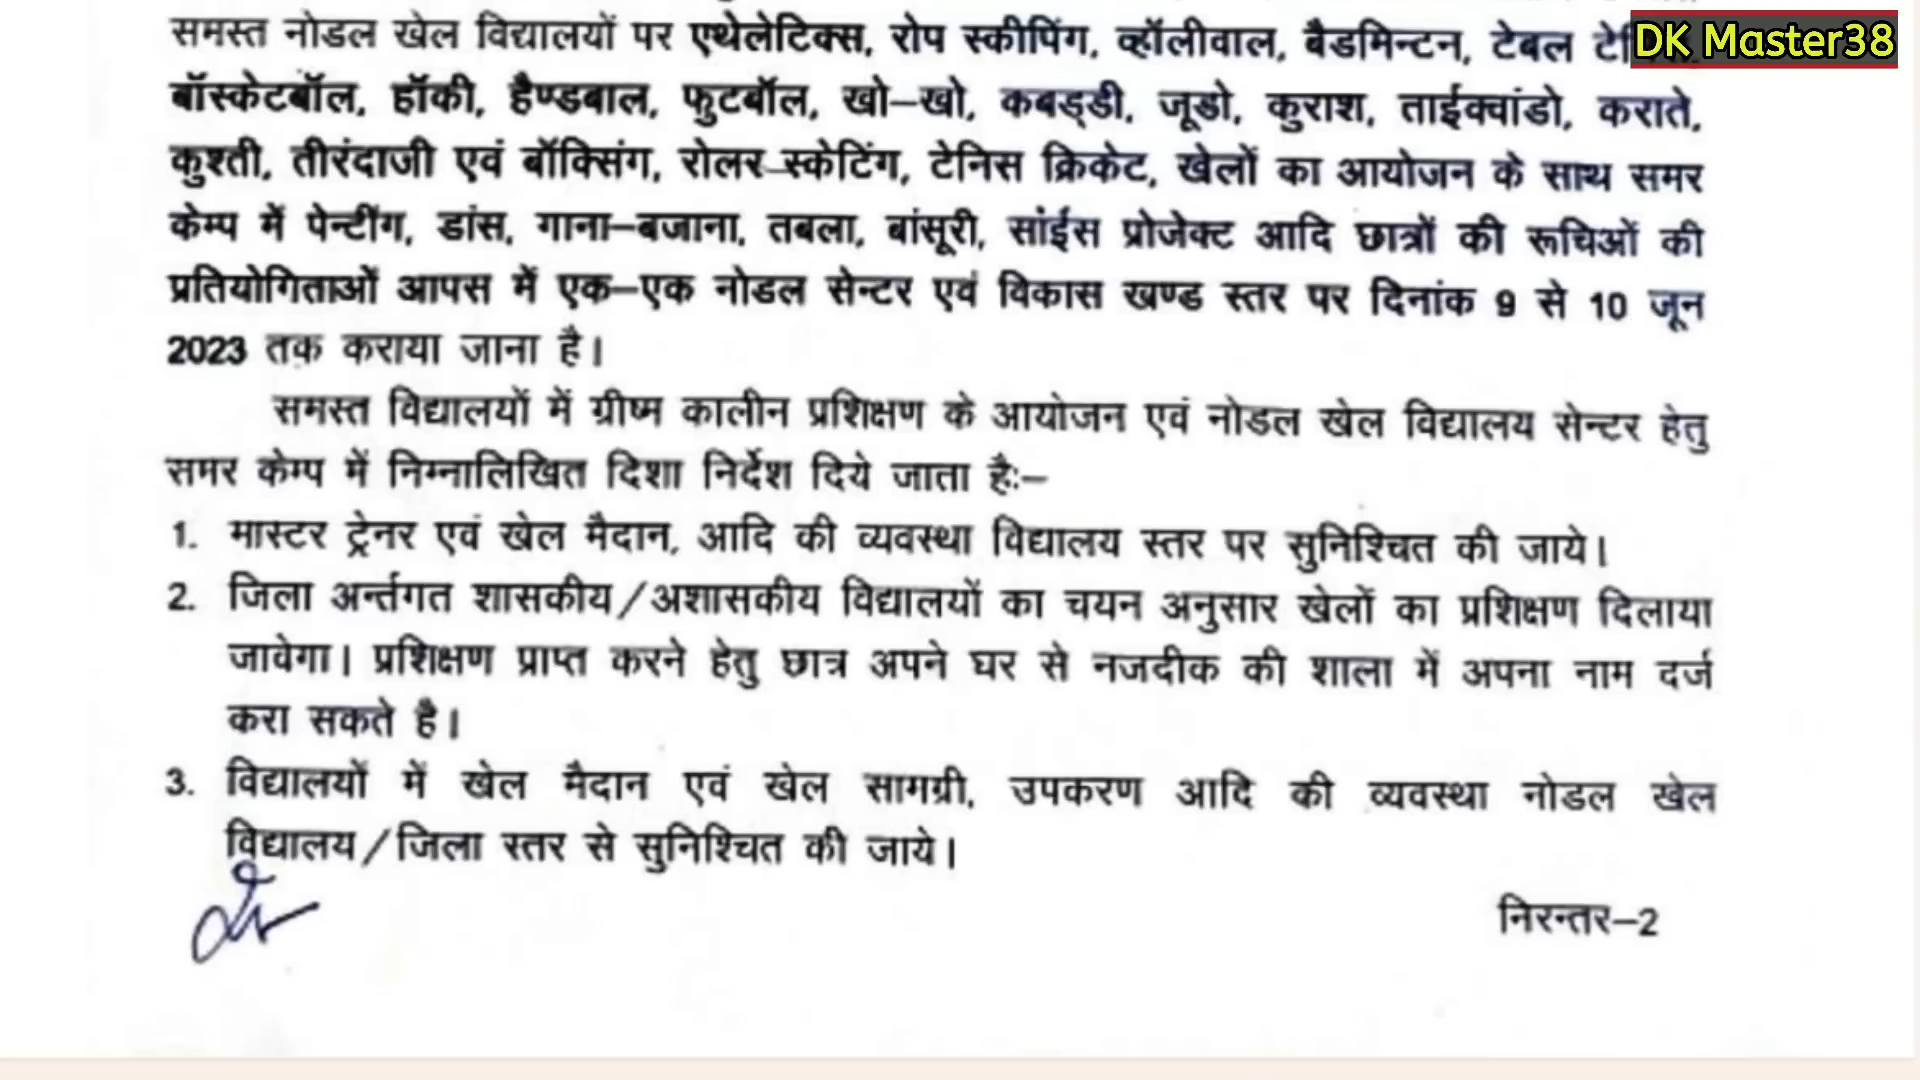 समस्त नोडल खेल विद्यालयों पर एथेलेटिक्स, रोप स्कीपिंग, व्हॉलीवाल, बैडमिन्टन, टेबल
DK Master38
बॉस्केटबॉल, हॉकी, हैण्डबाल, फुटबॉल, खो–खो, कबड्डी, जूडो, कुराश, ताईक्वांडो, कराते,
कुश्ती, तीरंदाजी एवं बॉक्सिंग, रोलर स्केटिंग, टेनिस क्रिकेट, खेलों का आयोजन के साथ समर
केम्प में पेन्टींग, डांस, गाना–बजाना, तबला, बांसूरी, सांईस प्रोजेक्ट आदि छात्रों की रूचिओं की
प्रतियोगिताओं आपस में एक–एक नोडल सेन्टर एवं विकास खण्ड स्तर पर दिनांक 9 से 10 जून
2023 तक कराया जाना है।
समस्त विद्यालयों में ग्रीष्म कालीन प्रशिक्षण के आयोजन एवं नोडल खेल विद्यालय सेन्टर हेतु
समर केम्प में निम्नालिखित दिशा निर्देश दिये जाता हैः–
1. मास्टर ट्रेनर एवं खेल मैदान, आदि की व्यवस्था विद्यालय स्तर पर सुनिश्चित की जाये।
2. जिला अर्न्तगत शासकीय/अशासकीय विद्यालयों का चयन अनुसार खेलों का प्रशिक्षण दिलाया
जावेगा। प्रशिक्षण प्राप्त करने हेतु छात्र अपने घर से नजदीक की शाला में अपना नाम दर्ज
करा सकते है।
3. विद्यालयों में खेल मैदान एवं खेल सागग्री, उपकरण आदि की व्यवस्था नोडल खेल
विद्यालय/जिला स्तर से सुनिश्चित की जाये।
निरन्तर–2